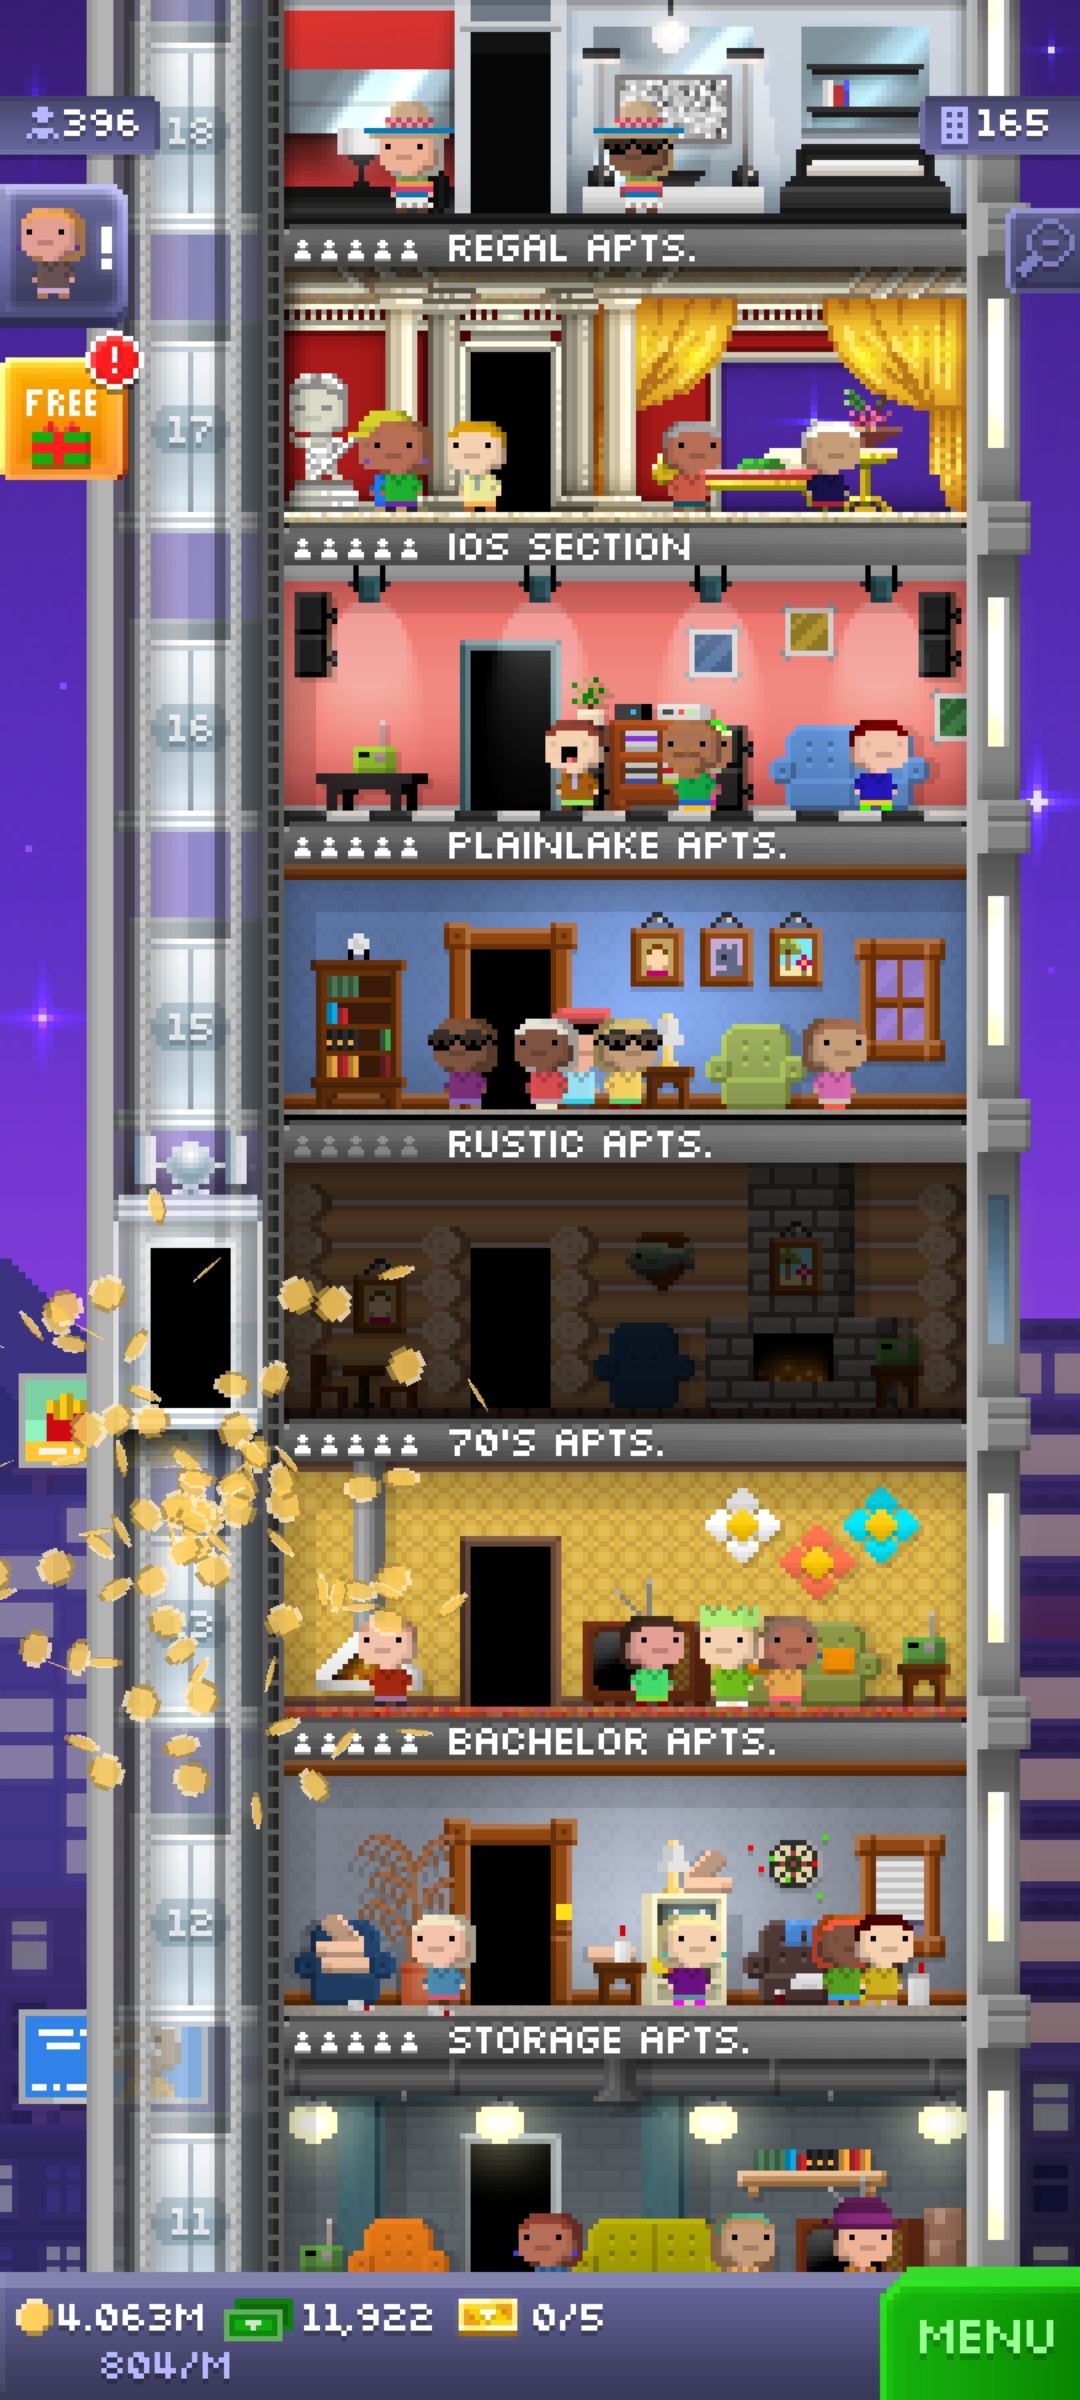 396
18
165
REGAL APTS.
!
!
FREE
17
IOS SECTION
16
PLAINLAKE APTS.
15
RUSTIC APTS.
70'S APTS.
BACHELOR APTS.
12
STORAGE APTS.
11
4.063M
11,922
0/5
804/M
MENU